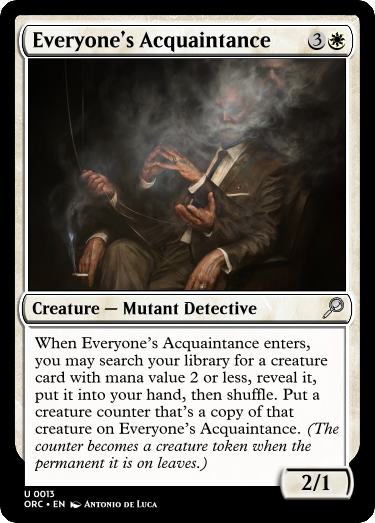 Everyone's Acquaintance 3
Creature — Mutant Detective
When Everyone's Acquaintance enters,
you may search your library for a creature
card with mana value 2 or less, reveal it,
put it into your hand, then shuffle. Put a
creature counter that's a copy of that
creature on Everyone's Acquaintance. (The
counter becomes a creature token when the
permanent it is on leaves.)
2/1
U 0013
ORC • EN Antonio de Luca